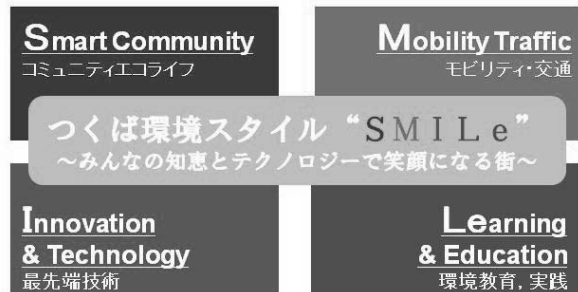 Smart Community
コミュニティエコライフ
Mobility Traffic
モビリティ・交通
つくば環境スタイル“SMILe”
～みんなの知恵とテクノロジーで笑顔になる街～
Innovation
& Technology
最先端技術
Learning
& Education
環境教育，実践